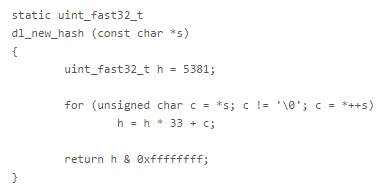 static uint_fast32_t
dl_new_hash (const char *s)
{
        uint_fast32_t h = 5381;

        for (unsigned char c = *s; c != '\0'; c = *++s)
                h = h * 33 + c;

        return h & 0xffffffff;
}